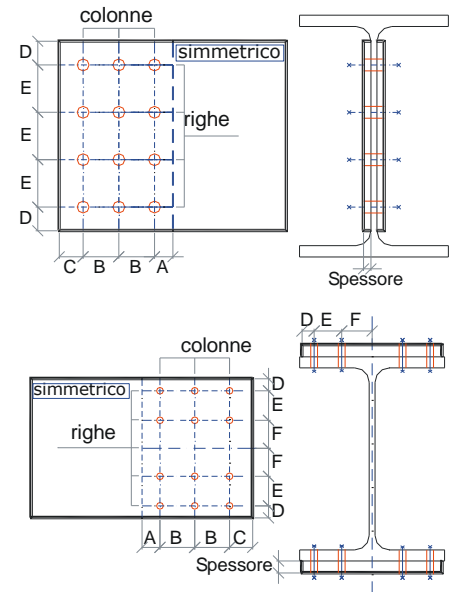 colonne
D
simmetrico
E
righe
E
E
D
C B B A
Spessore
D E F
colonne
simmetrico
D
E
righe
F
F
E
D
A B B C
Spessore